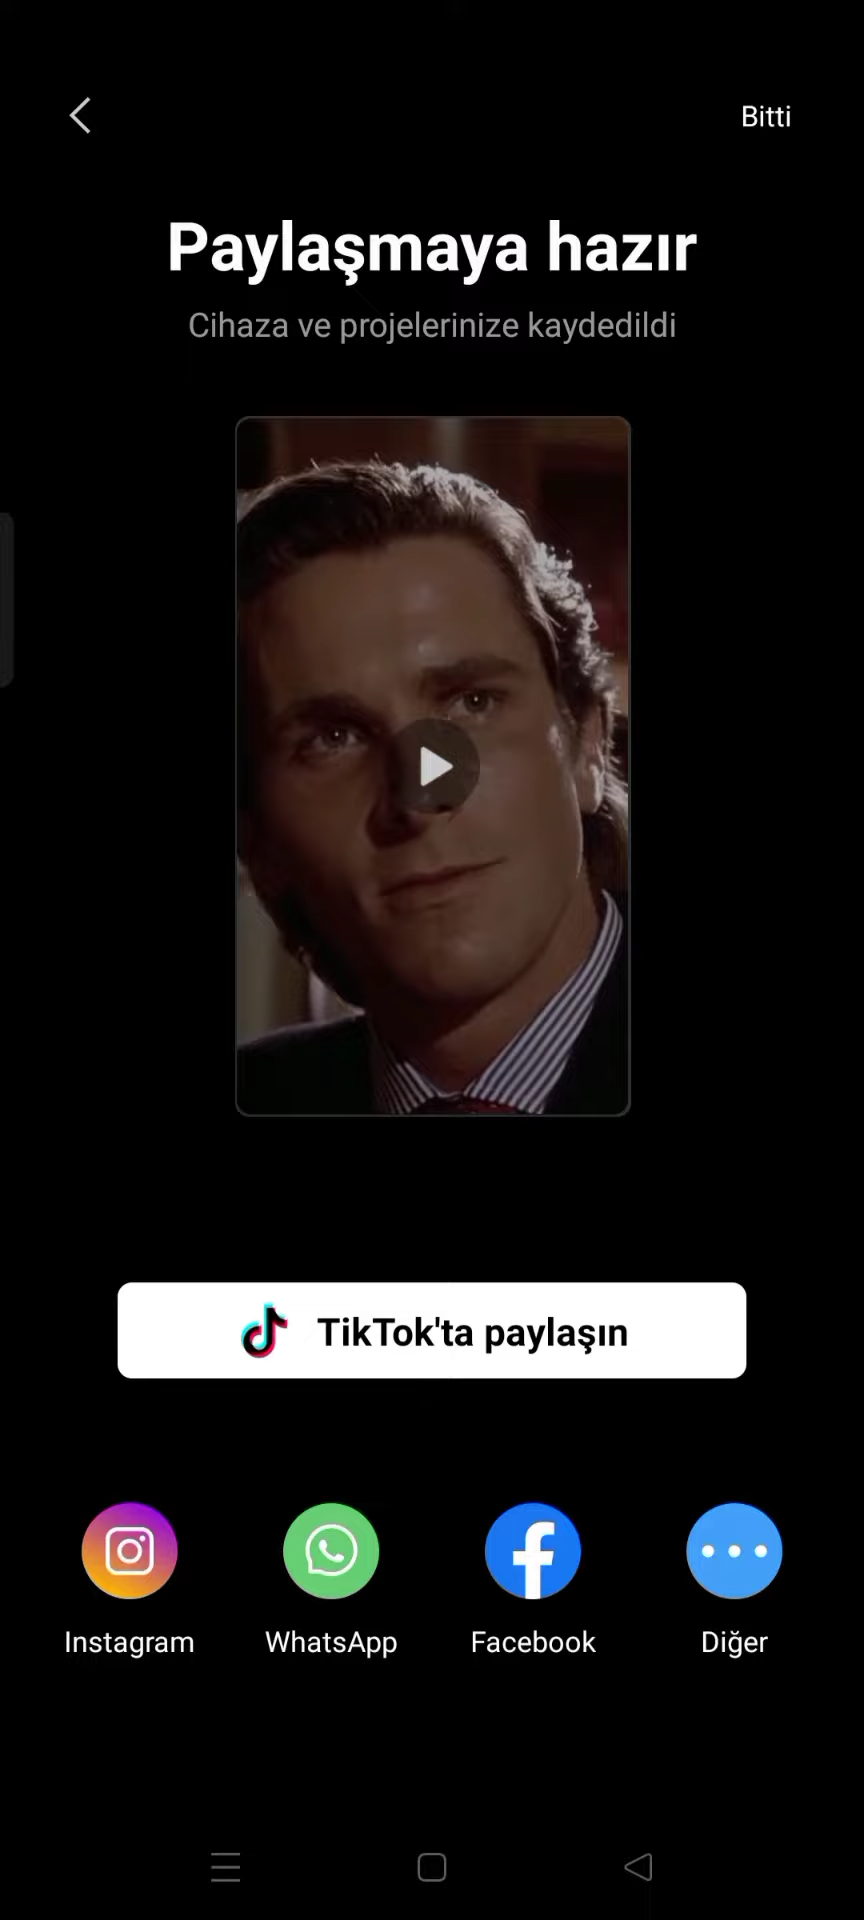 Bitti
Paylaşmaya hazır
Cihaza ve projelerinize kaydedildi
TikTok'ta paylaşın
Instagram
WhatsApp
Facebook
Diğer